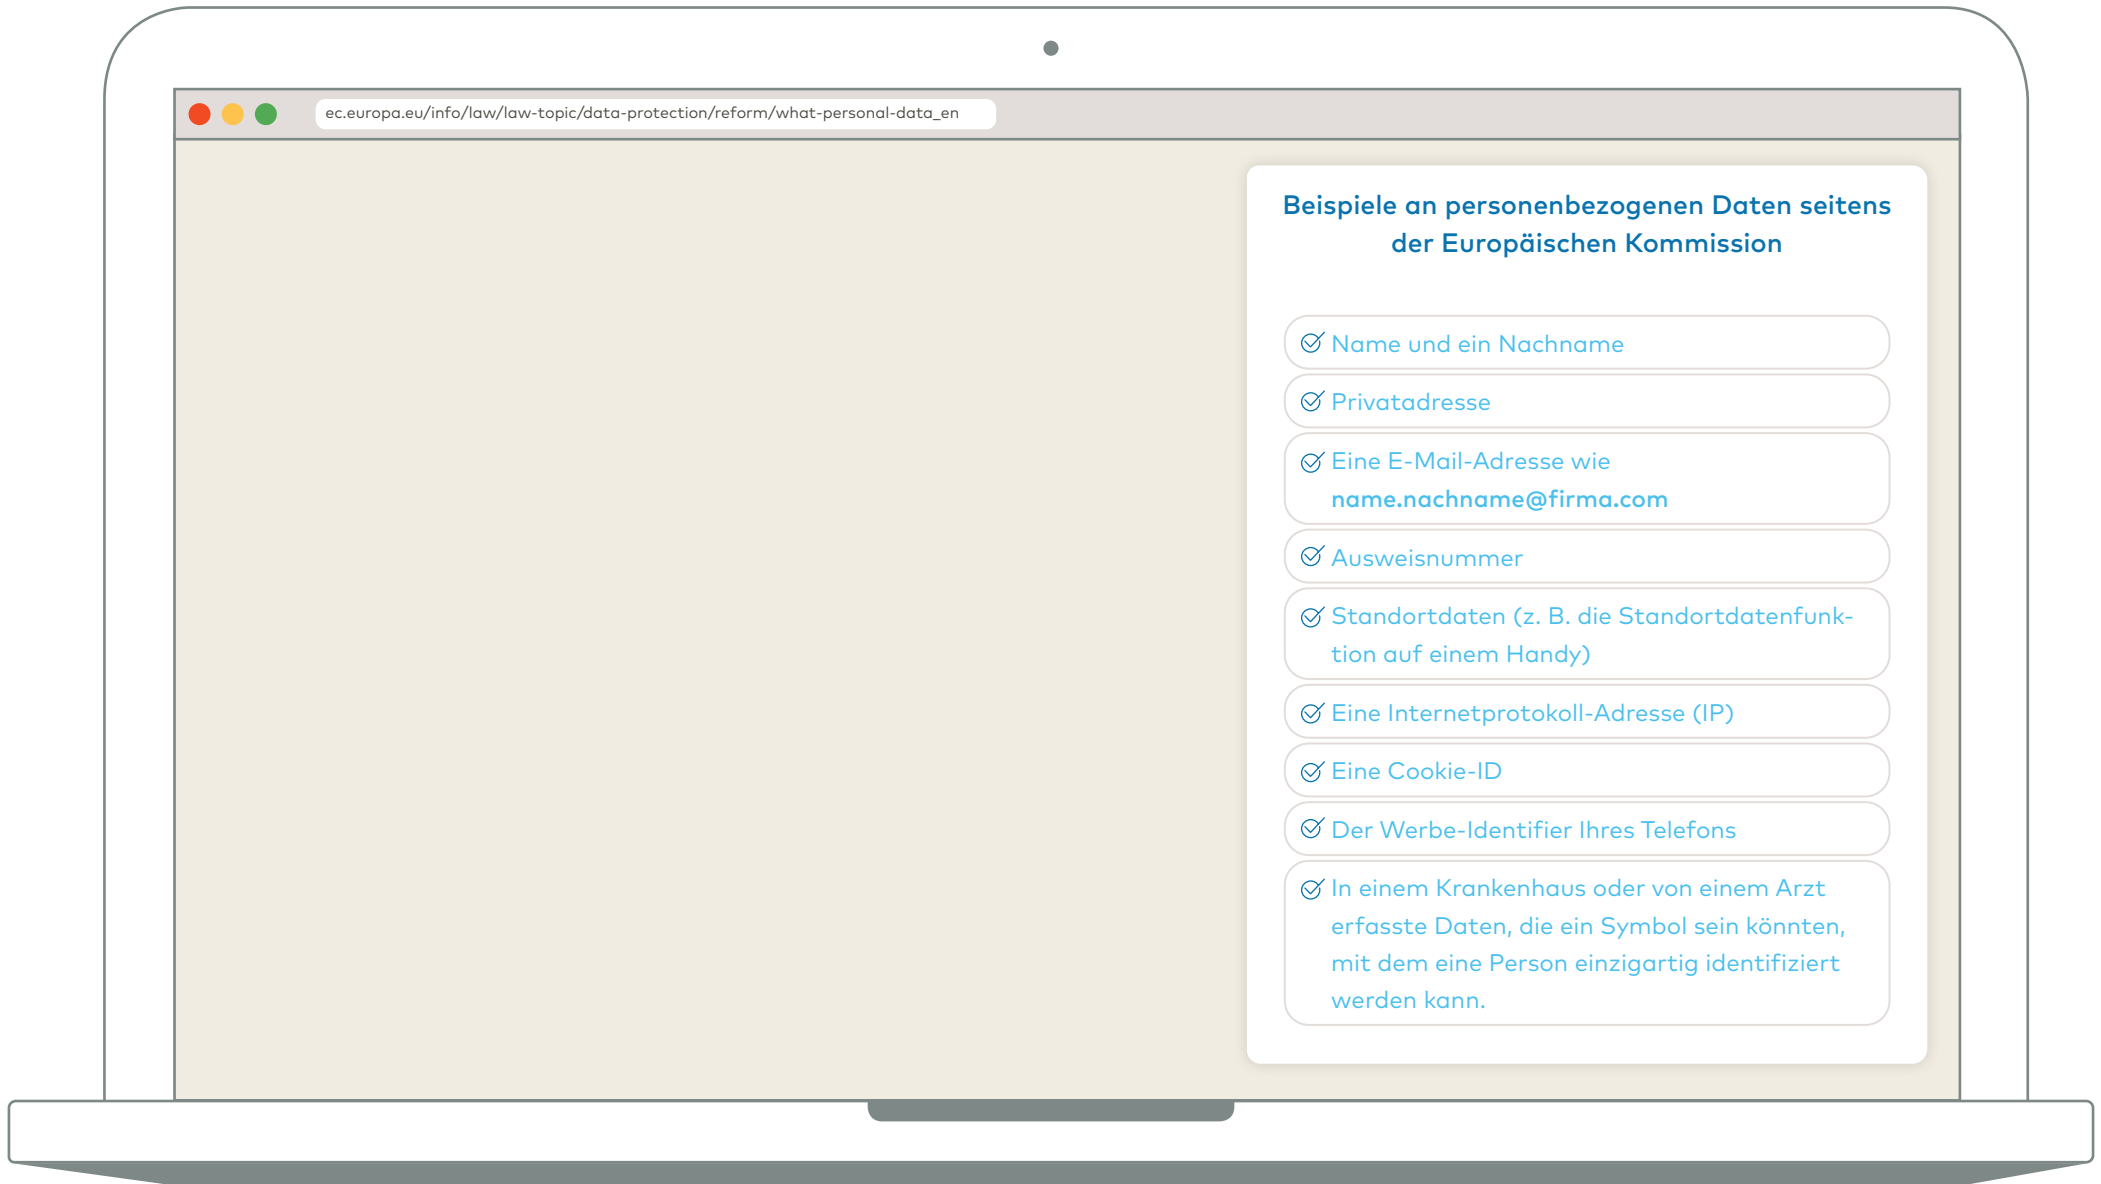 ec.europa.eu/info/law/law-topic/data-protection/reform/what-personal-data_en
Beispiele an personenbezogenen Daten seitens
der Europäischen Kommission
Name und ein Nachname
Privatadresse
Eine E-Mail-Adresse wie
name.nachname@firma.com
Ausweisnummer
Standortdaten (z. B. die Standortdatenfunk-
tion auf einem Handy)
Eine Internetprotokoll-Adresse (IP)
Eine Cookie-ID
Der Werbe-Identifier Ihres Telefons
In einem Krankenhaus oder von einem Arzt
erfasste Daten, die ein Symbol sein könnten,
mit dem eine Person einzigartig identifiziert
werden kann.